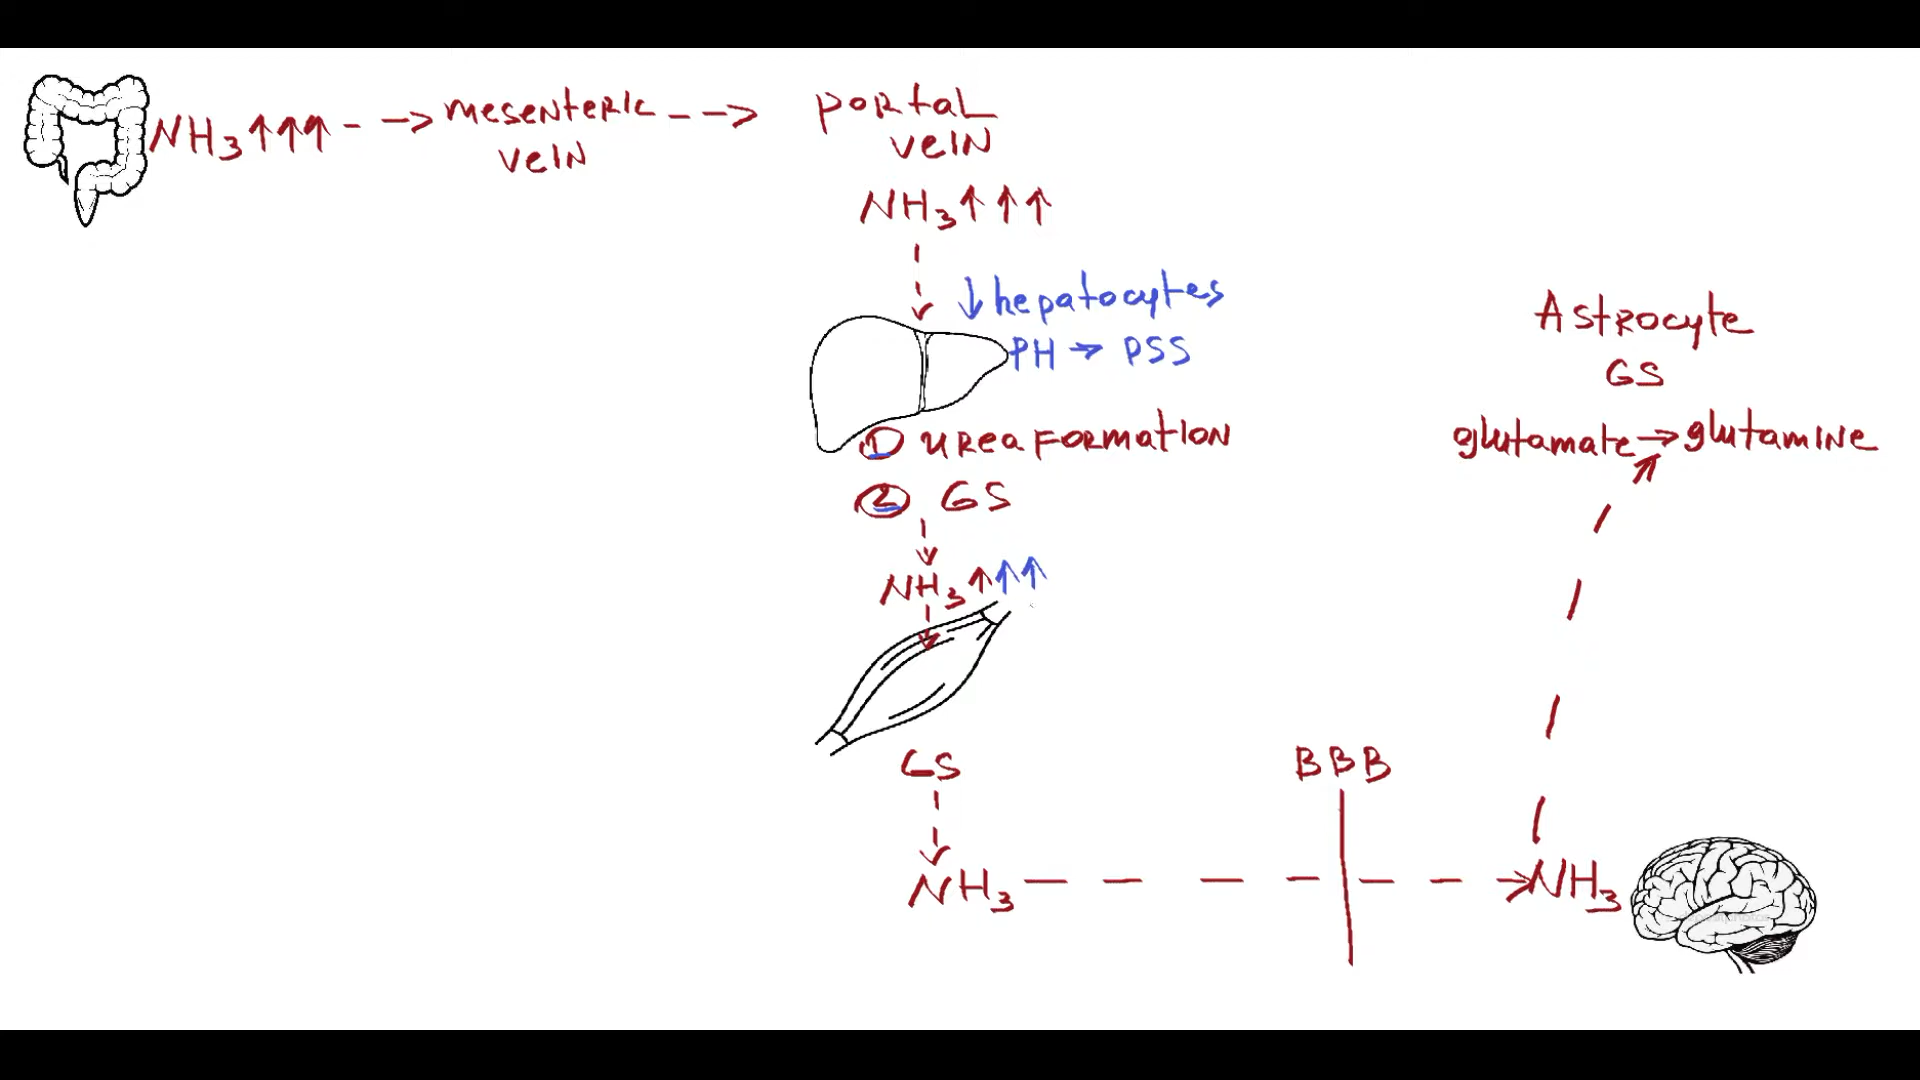 NH3↑↑↑ --> mesenteric --> portal
vein vein
NH3↑↑↑
↓hepatocytes
PH → PSS
① urea formation
② GS
NH3↑↑↑
GS
NH3
BBB
NH3
Astrocyte
GS
glutamate → glutamine